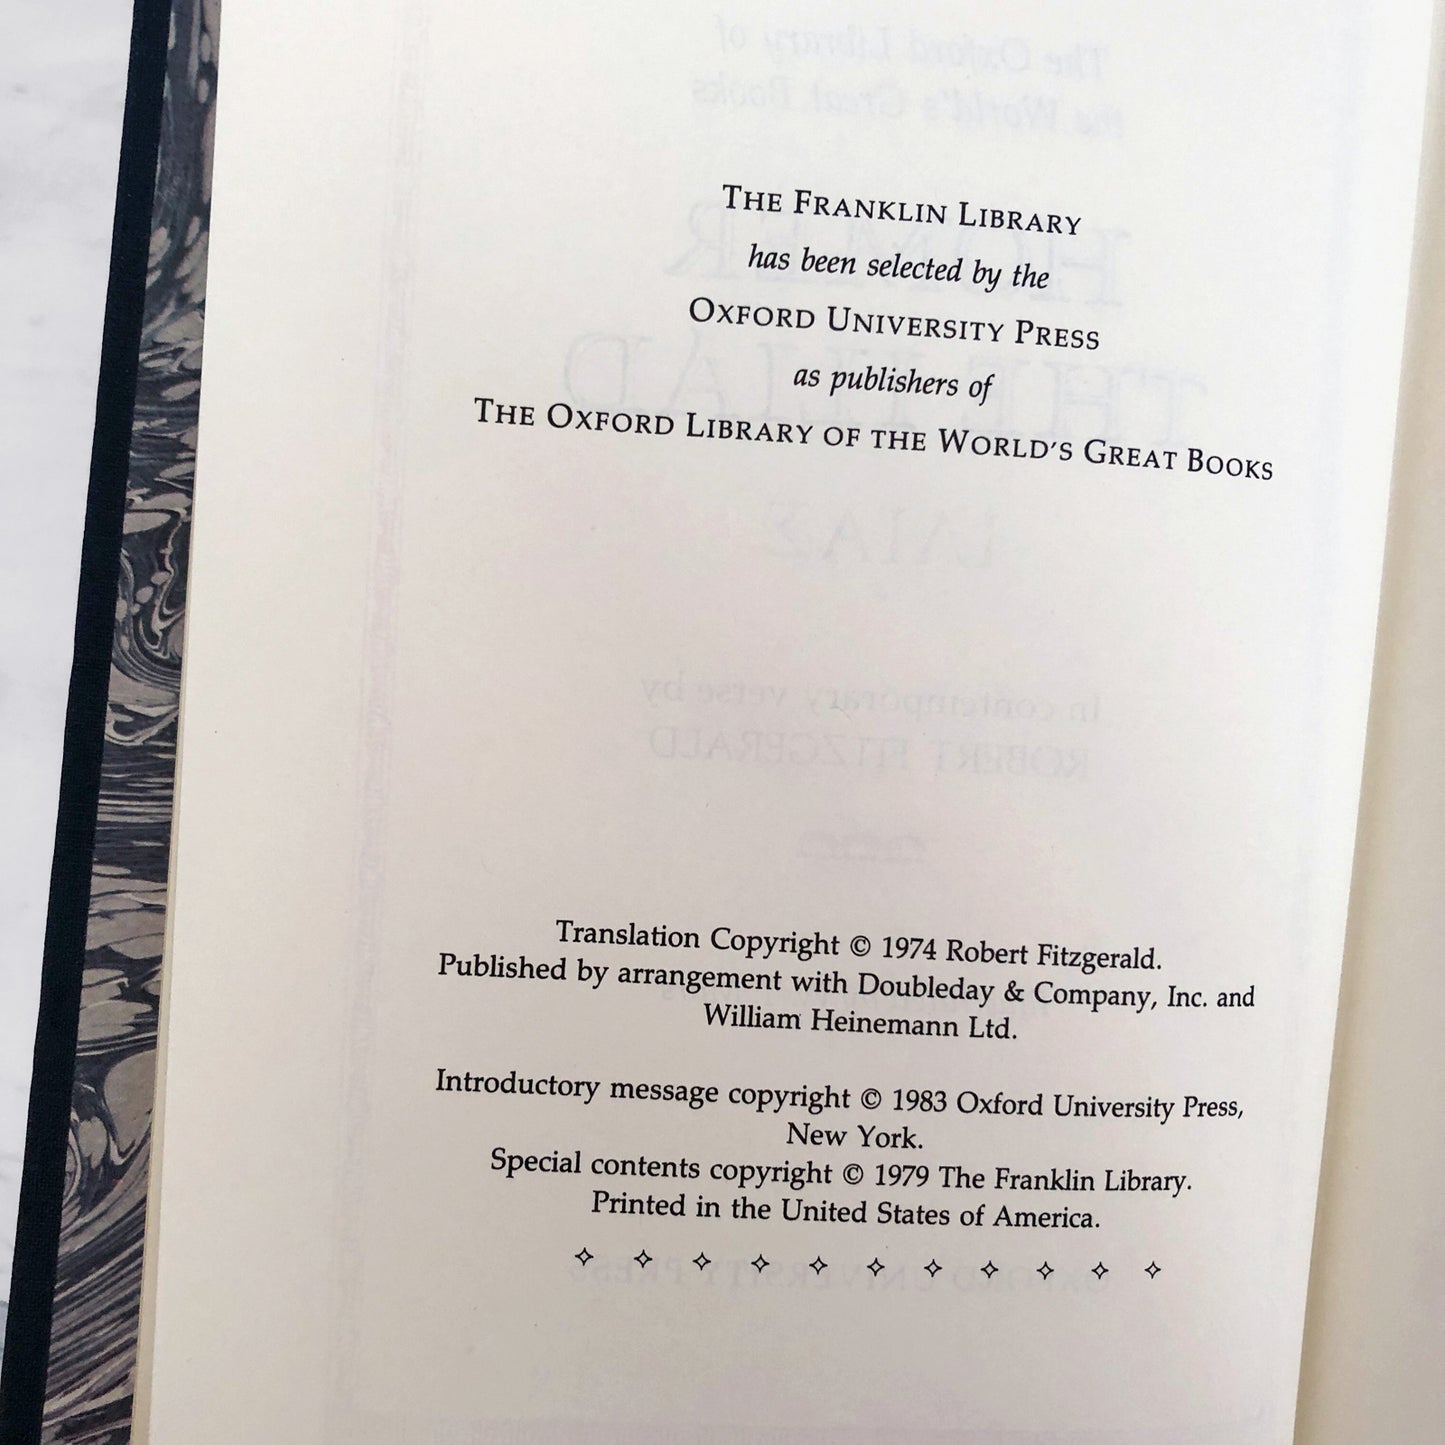 THE FRANKLIN LIBRARY
has been selected by the
OXFORD UNIVERSITY PRESS
as publishers of
THE OXFORD LIBRARY OF THE WORLD'S GREAT BOOKS
Translation Copyright © 1974 Robert Fitzgerald.
Published by arrangement with Doubleday & Company, Inc. and
William Heinemann Ltd.
Introductory message copyright © 1983 Oxford University Press,
New York.
Special contents copyright © 1979 The Franklin Library.
Printed in the United States of America.